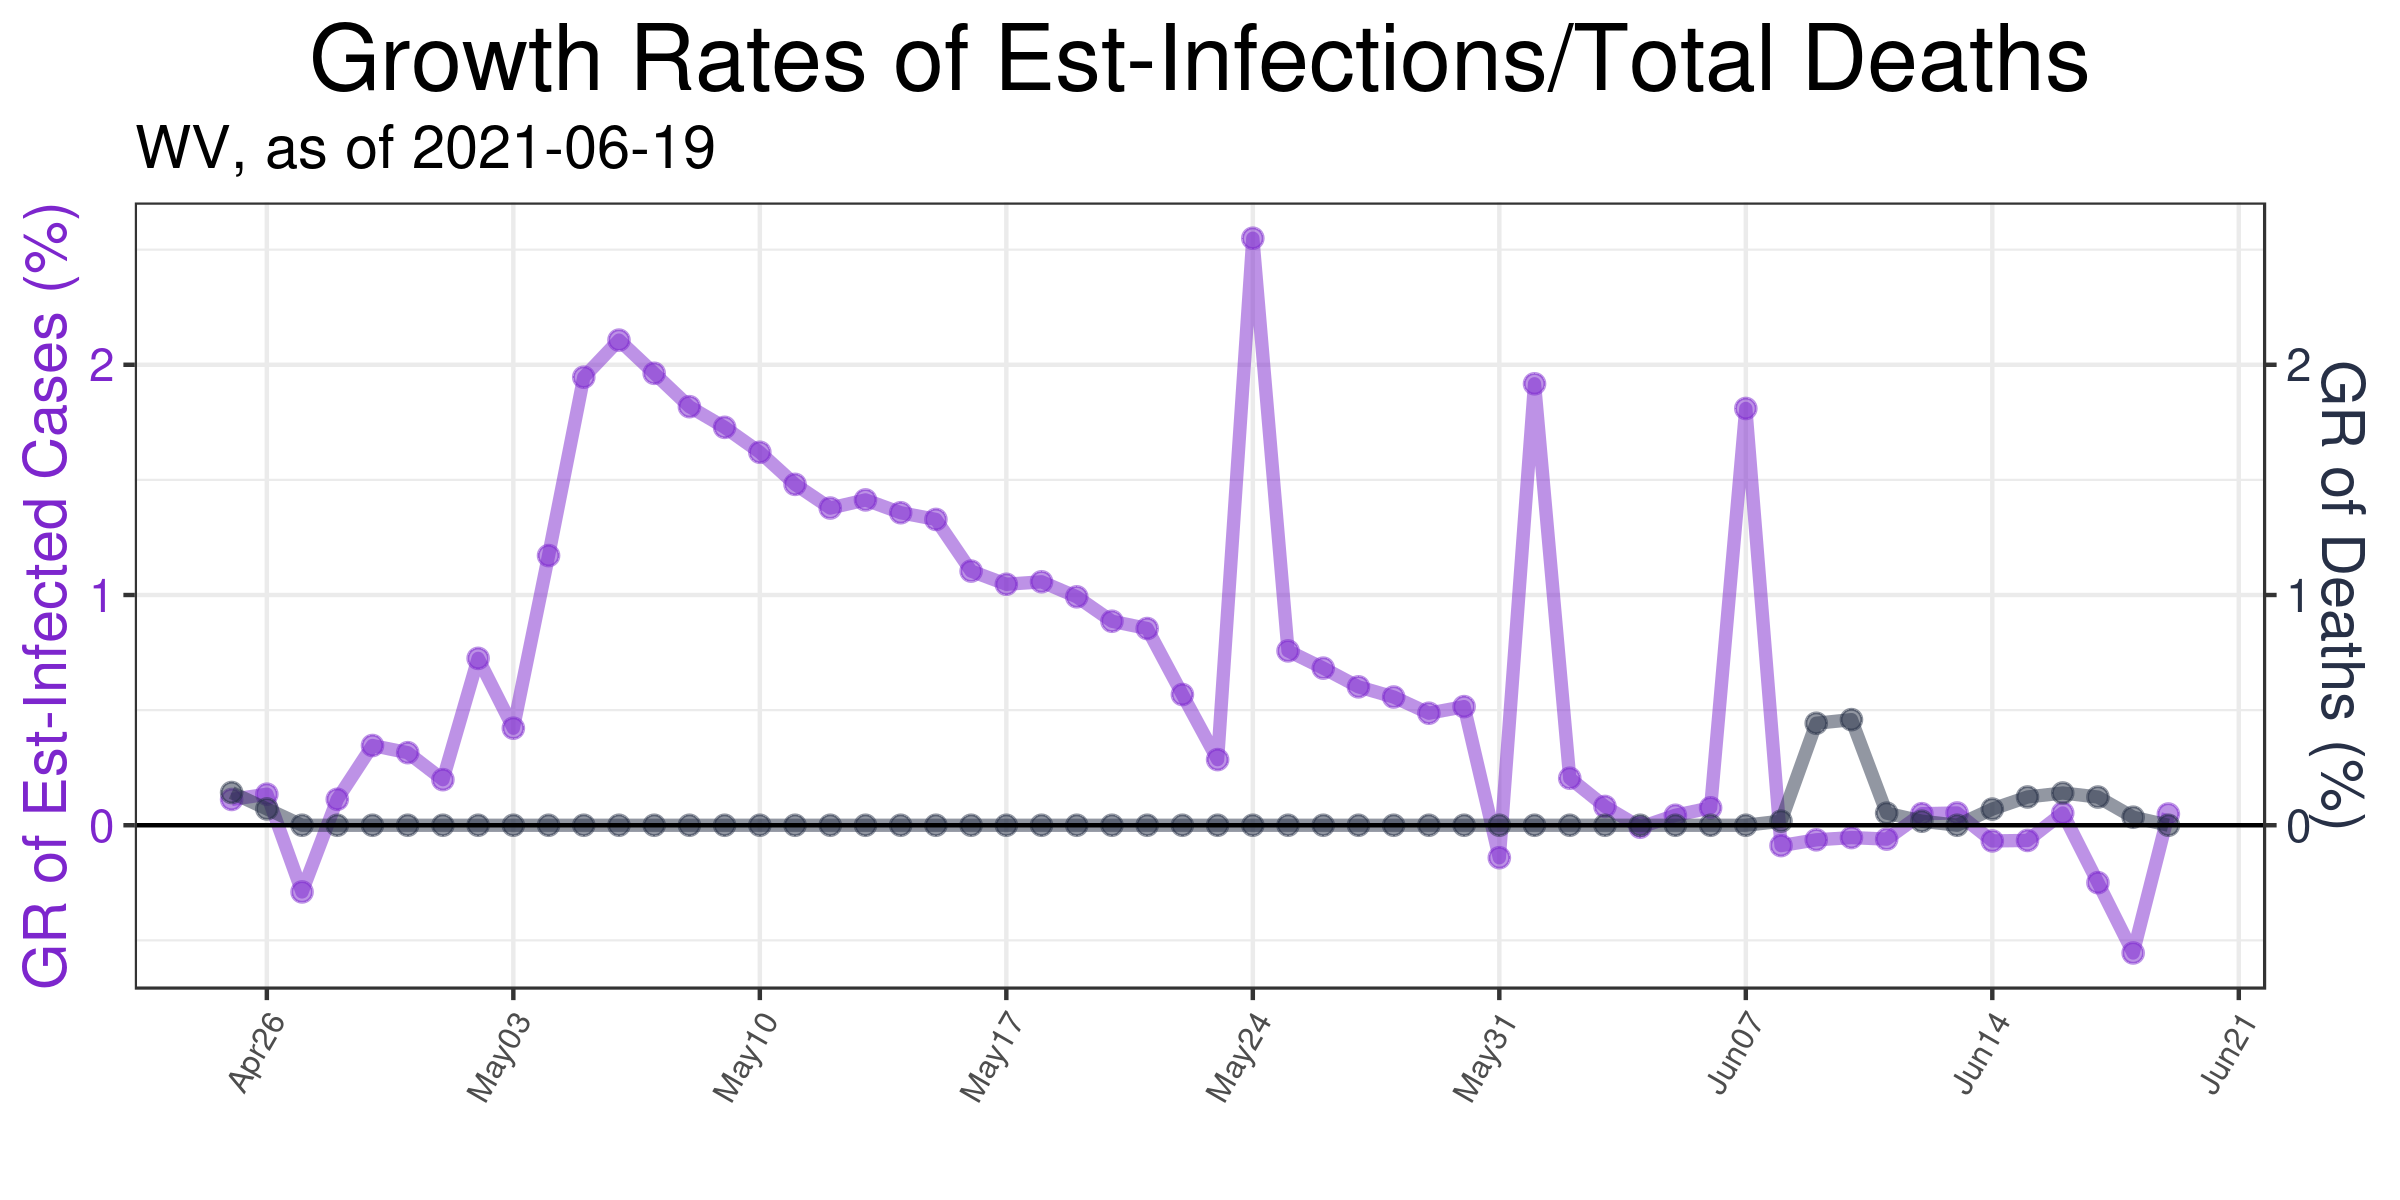 Growth Rates of Est-Infections/Total Deaths
WV, as of 2021-06-19
GR of Est-Infected Cases (%)
2
1
0
2
1
0
GR of Deaths (%)
Apr26
May03
May10
May17
May24
May31
Jun07
Jun14
Jun21